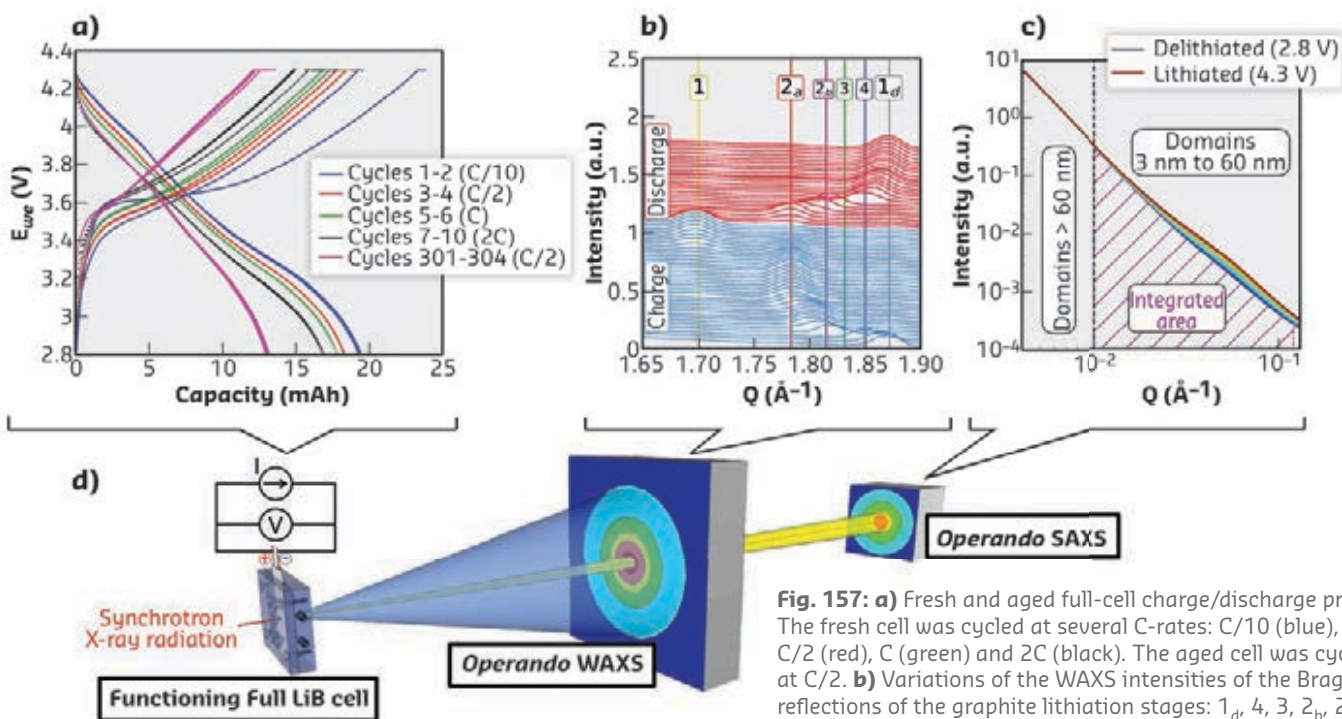 a)
4.4
4.2
4
3.8
3.6
3.4
3.2
3
2.8
E_we (V)
0 5 10 15 20 25
Capacity (mAh)
Cycles 1-2 (C/10)
Cycles 3-4 (C/2)
Cycles 5-6 (C)
Cycles 7-10 (2C)
Cycles 301-304 (C/2)
b)
2.5
2
1.5
1
0.5
0
Intensity (a.u.)
1 2a 2b 3 4 1d
Discharge
Charge
1.65 1.70 1.75 1.80 1.85 1.90
Q (Å⁻¹)
c)
Delithiated (2.8 V)
Lithiated (4.3 V)
10¹
10⁰
10⁻¹
10⁻²
10⁻³
10⁻⁴
Intensity (a.u.)
Domains > 60 nm
Domains
3 nm to 60 nm
Integrated
area
10⁻² 10⁻¹
Q (Å⁻¹)
d)
I
V
+ −
Synchrotron
X-ray radiation
Functioning Full LiB cell
Operando WAXS
Operando SAXS
Fig. 157: a) Fresh and aged full-cell charge/discharge pr
The fresh cell was cycled at several C-rates: C/10 (blue),
C/2 (red), C (green) and 2C (black). The aged cell was cyc
at C/2. b) Variations of the WAXS intensities of the Brag
reflections of the graphite lithiation stages: 1d, 4, 3, 2b, 2